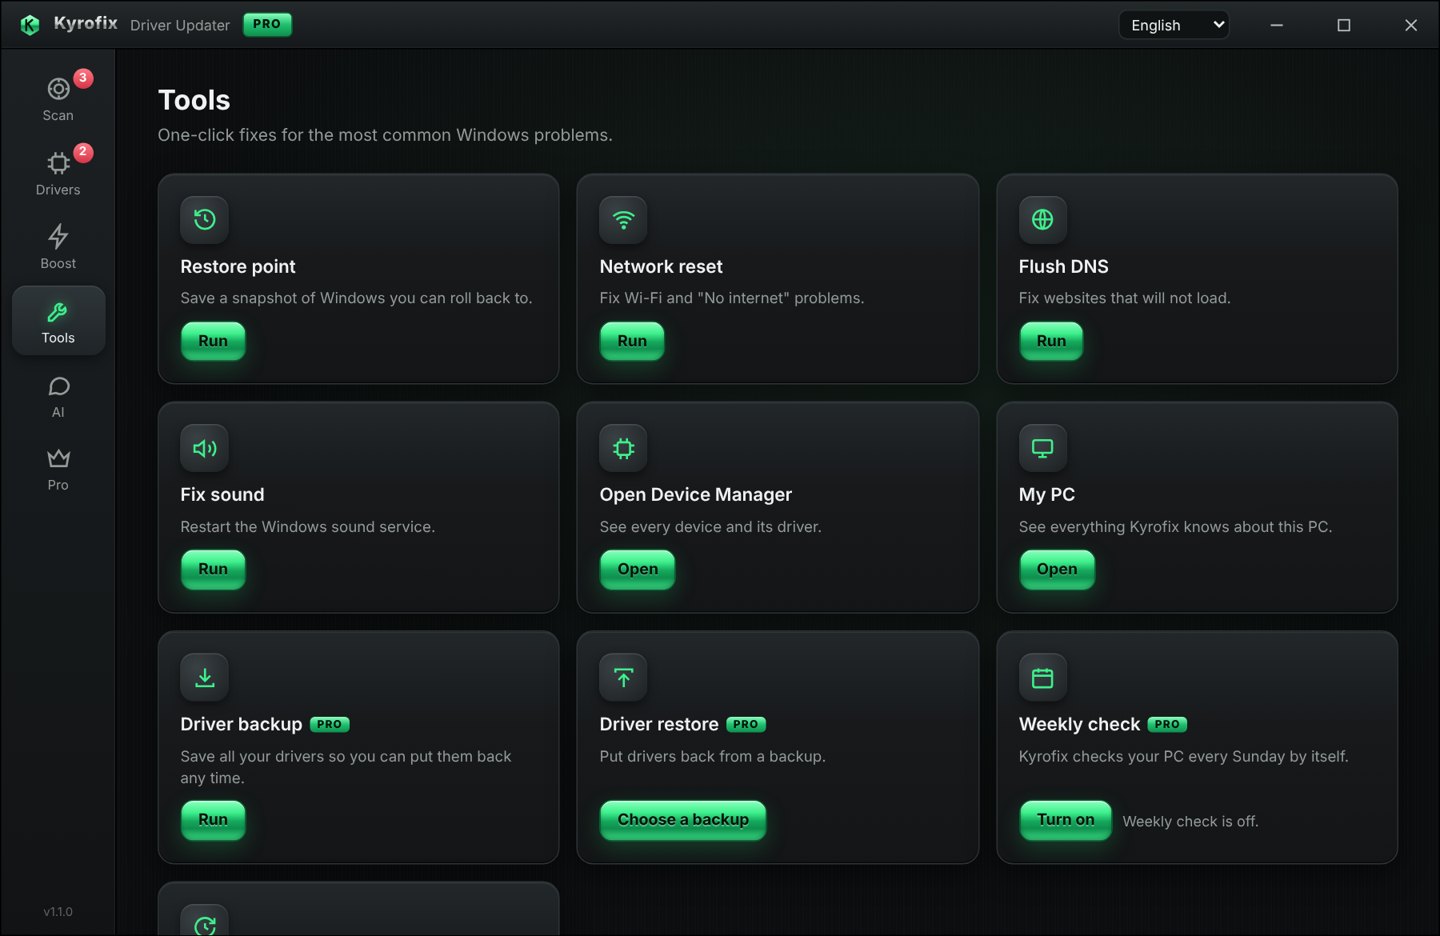 Kyrofix Driver Updater PRO
English
3
Scan
2
Drivers
Boost
Tools
AI
Pro
v1.1.0
Tools
One-click fixes for the most common Windows problems.
Restore point
Save a snapshot of Windows you can roll back to.
Run
Network reset
Fix Wi-Fi and "No internet" problems.
Run
Flush DNS
Fix websites that will not load.
Run
Fix sound
Restart the Windows sound service.
Run
Open Device Manager
See every device and its driver.
Open
My PC
See everything Kyrofix knows about this PC.
Open
Driver backup PRO
Save all your drivers so you can put them back
any time.
Run
Driver restore PRO
Put drivers back from a backup.
Choose a backup
Weekly check PRO
Kyrofix checks your PC every Sunday by itself.
Turn on Weekly check is off.